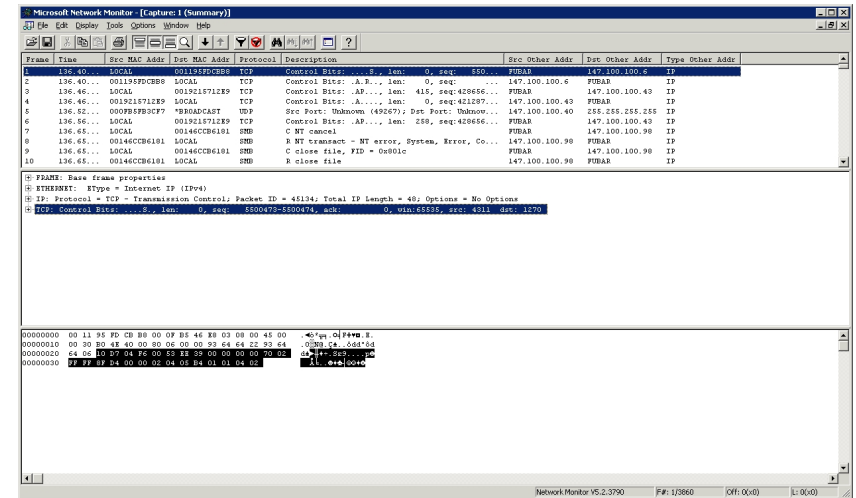 Microsoft Network Monitor - [Capture: 1 (Summary)]
File Edit Display Tools Options Window Help
Frame Time Src MAC Addr Dst MAC Addr Protocol Description Src Other Addr Dst Other Addr Type Other Addr
1 136.40... LOCAL 001195FDCBB8 TCP Control Bits: ....S., len: 0, seq: 550... FUBAR 147.100.100.6 IP
2 136.40... 001195FDCBB8 LOCAL TCP Control Bits: .A.R.., len: 0, seq: ... 147.100.100.6 FUBAR IP
3 136.46... LOCAL 0019215712E9 TCP Control Bits: .AP..., len: 415, seq:428656... FUBAR 147.100.100.43 IP
4 136.46... 0019215712E9 LOCAL TCP Control Bits: .A...., len: 0, seq:421287... 147.100.100.43 FUBAR IP
5 136.52... 000FB5FB3CF7 *BROADCAST UDP Src Port: Unknown (49267); Dst Port: Unknow... 147.100.100.40 255.255.255.255 IP
6 136.56... LOCAL 0019215712E9 TCP Control Bits: .AP..., len: 258, seq:428656... FUBAR 147.100.100.43 IP
7 136.65... LOCAL 00146CCB6181 SMB C NT cancel FUBAR 147.100.100.98 IP
8 136.65... 00146CCB6181 LOCAL SMB R NT transact - NT error, System, Error, Co... 147.100.100.98 FUBAR IP
9 136.65... LOCAL 00146CCB6181 SMB C close file, FID = 0x801c FUBAR 147.100.100.98 IP
10 136.65... 00146CCB6181 LOCAL SMB R close file 147.100.100.98 FUBAR IP
FRAME: Base frame properties
ETHERNET: EType = Internet IP (IPv4)
IP: Protocol = TCP - Transmission Control; Packet ID = 45134; Total IP Length = 48; Options = No Options
TCP: Control Bits: ....S., len: 0, seq: 5500473-5500474, ack: 0, win:65535, src: 4311 dst: 1270
00000000 00 11 95 FD CB B8 00 0F B5 46 E8 03 08 00 45 00
00000010 00 30 B0 4E 40 00 80 06 00 00 93 64 64 22 93 64
00000020 64 06 10 D7 04 F6 00 53 EE 39 00 00 00 00 70 02
00000030 FF FF 8F D4 00 00 02 04 05 B4 01 01 04 02
Network Monitor V5.2.3790 F#: 1/3860 Off: 0(x0) L: 0(x0)